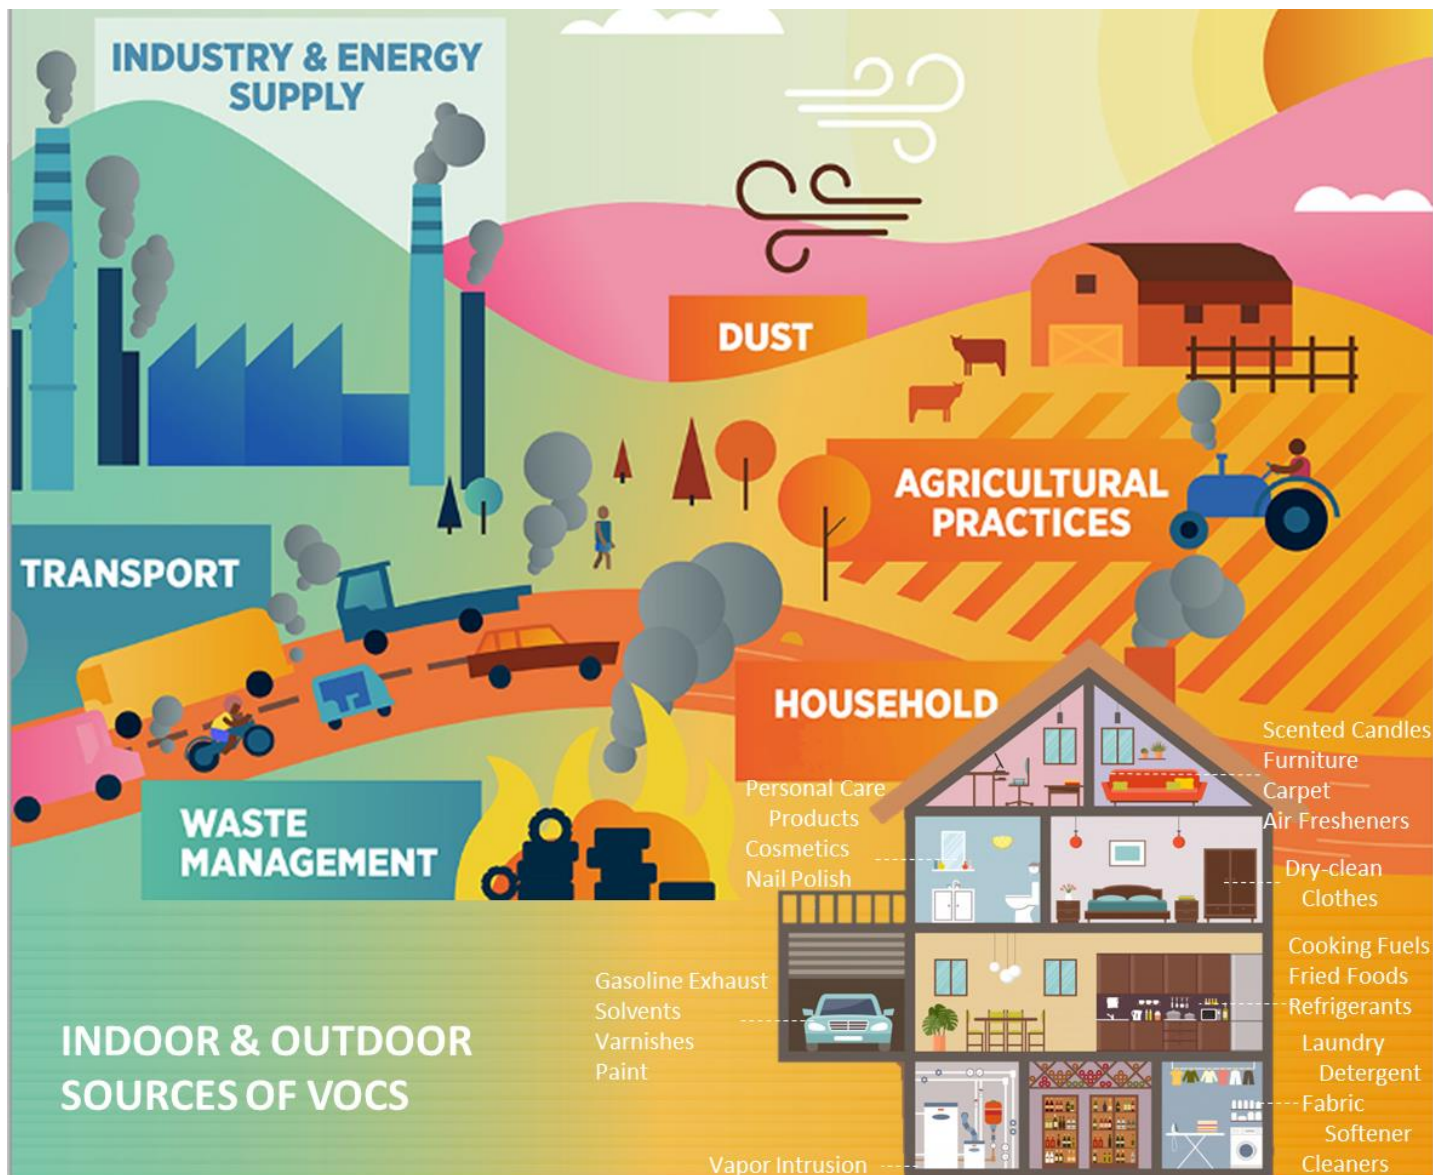 INDUSTRY & ENERGY
SUPPLY
DUST
AGRICULTURAL
PRACTICES
TRANSPORT
HOUSEHOLD
WASTE
MANAGEMENT
Personal Care
Products
Cosmetics
Nail Polish
Scented Candles
Furniture
Carpet
Air Fresheners
Dry-clean
Clothes
Cooking Fuels
Fried Foods
Refrigerants
Gasoline Exhaust
Solvents
Varnishes
Paint
Laundry
Detergent
Fabric
Softener
Cleaners
Vapor Intrusion
INDOOR & OUTDOOR
SOURCES OF VOCS